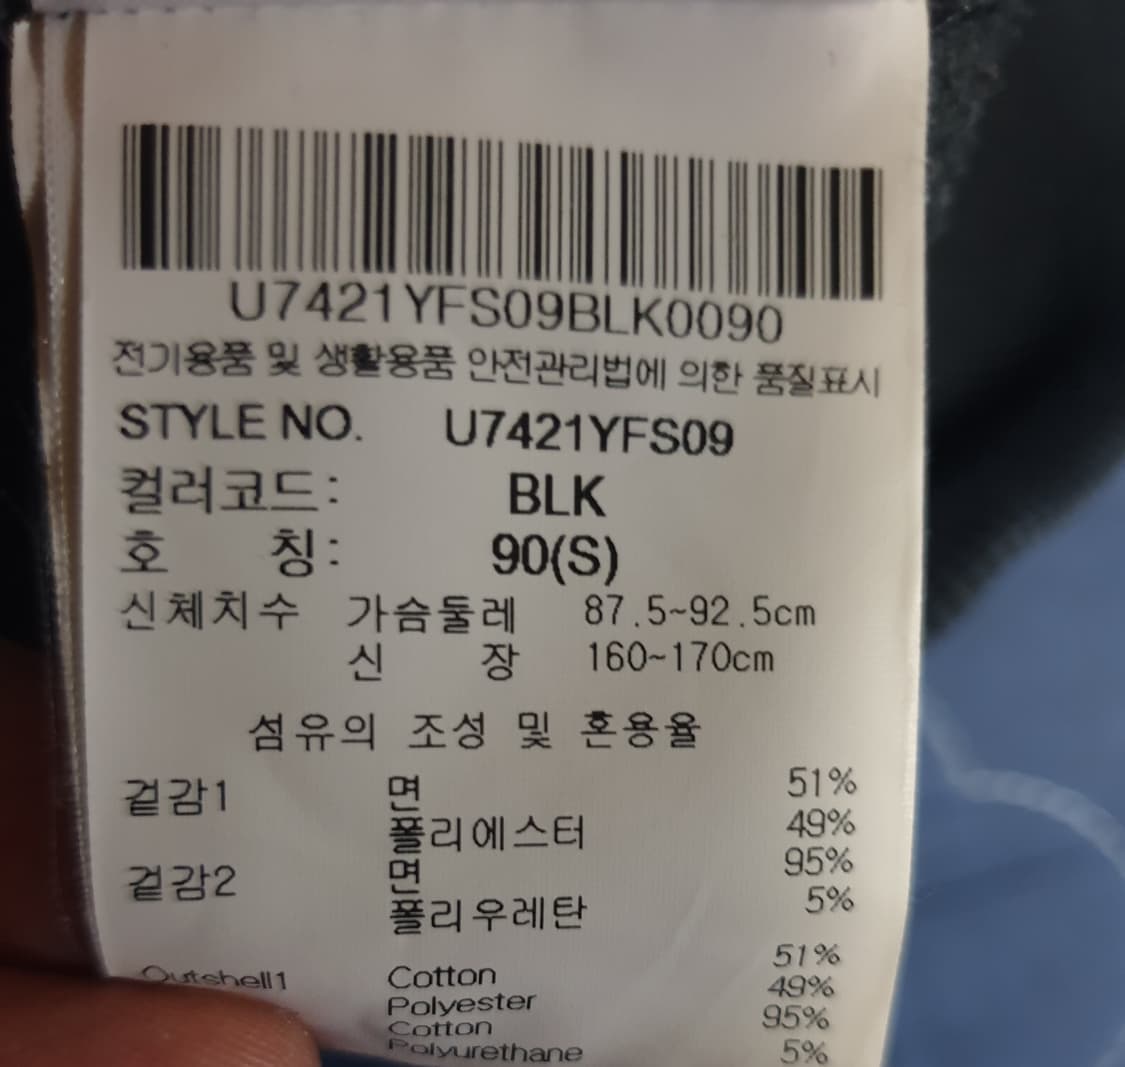 U7421YFS09BLK0090
전기용품 및 생활용품 안전관리법에 의한 품질표시
STYLE NO. U7421YFS09
컬러코드: BLK
호 칭: 90(S)
신체치수 가슴둘레 87.5~92.5cm
신 장 160~170cm
섬유의 조성 및 혼용율
겉감1 면 51%
폴리에스터 49%
겉감2 면 95%
폴리우레탄 5%
Outshell1 Cotton 51%
Polyester 49%
Cotton 95%
Polyurethane 5%